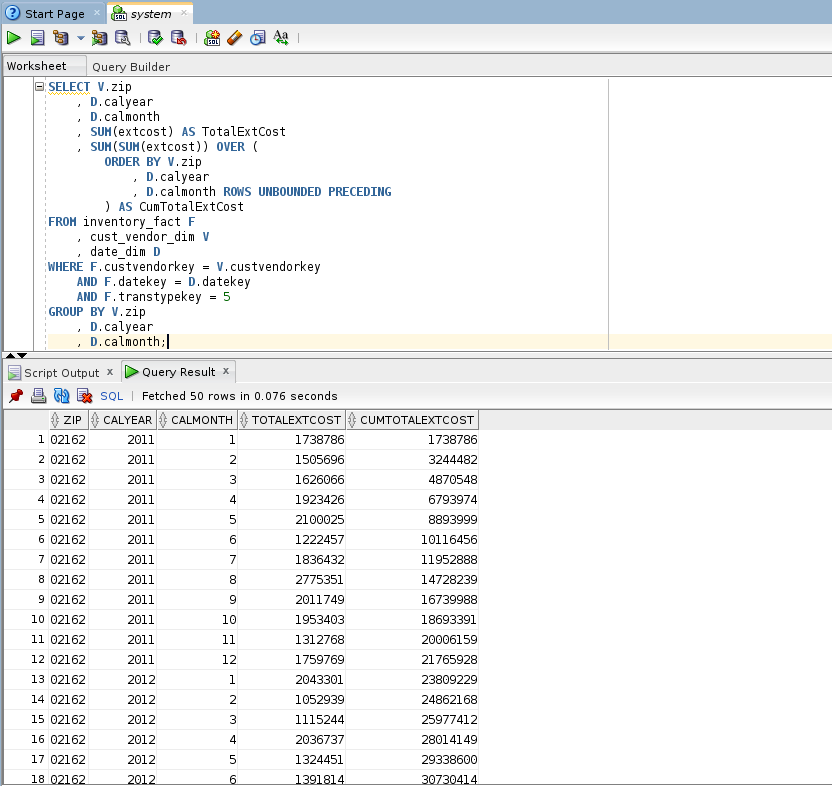 Start Page × system ×
Worksheet Query Builder
SELECT V.zip
, D.calyear
, D.calmonth
, SUM(extcost) AS TotalExtCost
, SUM(SUM(extcost)) OVER (
ORDER BY V.zip
, D.calyear
, D.calmonth ROWS UNBOUNDED PRECEDING
) AS CumTotalExtCost
FROM inventory_fact F
, cust_vendor_dim V
, date_dim D
WHERE F.custvendorkey = V.custvendorkey
AND F.datekey = D.datekey
AND F.transtypekey = 5
GROUP BY V.zip
, D.calyear
, D.calmonth;
Script Output × Query Result ×
SQL | Fetched 50 rows in 0.076 seconds
ZIP CALYEAR CALMONTH TOTALEXTCOST CUMTOTALEXTCOST
1 02162 2011 1 1738786 1738786
2 02162 2011 2 1505696 3244482
3 02162 2011 3 1626066 4870548
4 02162 2011 4 1923426 6793974
5 02162 2011 5 2100025 8893999
6 02162 2011 6 1222457 10116456
7 02162 2011 7 1836432 11952888
8 02162 2011 8 2775351 14728239
9 02162 2011 9 2011749 16739988
10 02162 2011 10 1953403 18693391
11 02162 2011 11 1312768 20006159
12 02162 2011 12 1759769 21765928
13 02162 2012 1 2043301 23809229
14 02162 2012 2 1052939 24862168
15 02162 2012 3 1115244 25977412
16 02162 2012 4 2036737 28014149
17 02162 2012 5 1324451 29338600
18 02162 2012 6 1391814 30730414